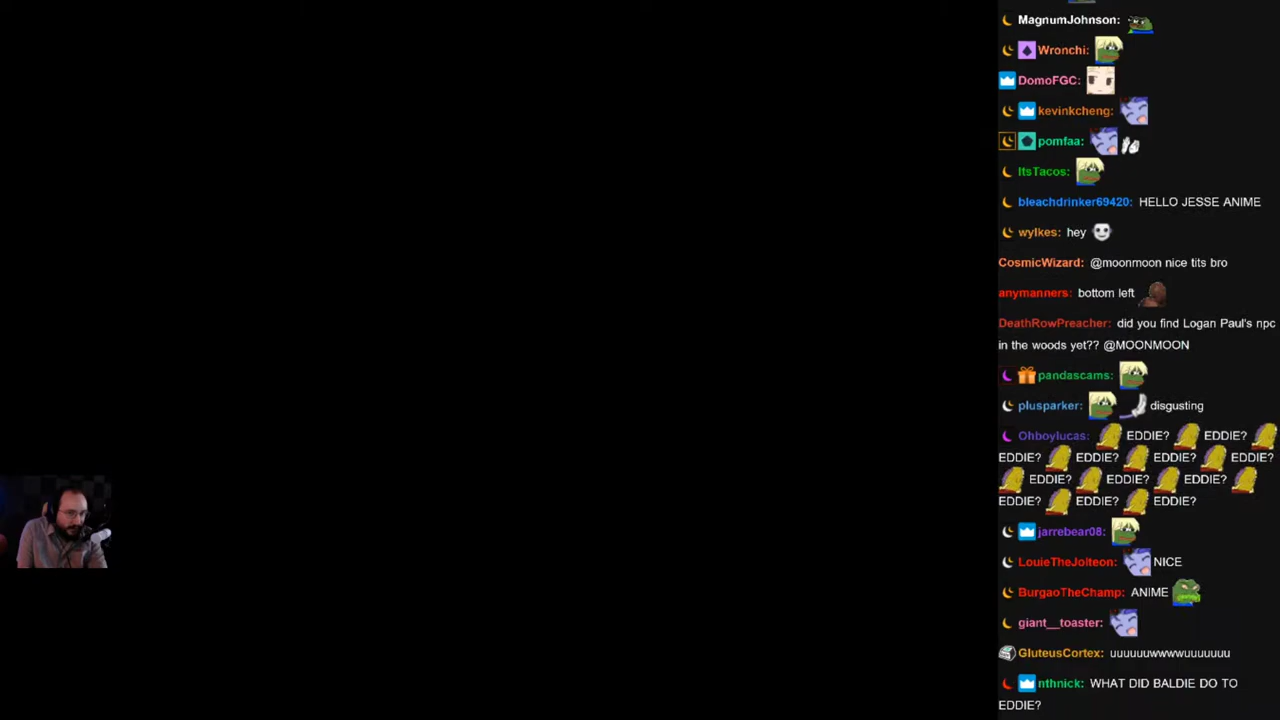 MagnumJohnson:
Wronchi:
DomoFGC:
kevinkcheng:
pomfaa:
ItsTacos:
bleachdrinker69420: HELLO JESSE ANIME
wylkes: hey
CosmicWizard: @moonmoon nice tits bro
anymanners: bottom left
DeathRowPreacher: did you find Logan Paul's npc
in the woods yet?? @MOONMOON
pandascams:
plusparker: disgusting
Ohboylucas: EDDIE? EDDIE?
EDDIE? EDDIE? EDDIE? EDDIE?
EDDIE? EDDIE? EDDIE?
EDDIE? EDDIE? EDDIE?
jarrebear08:
LouieTheJolteon: NICE
BurgaoTheChamp: ANIME
giant__toaster:
GluteusCortex: uuuuuuwwwwuuuuuuu
nthnick: WHAT DID BALDIE DO TO
EDDIE?